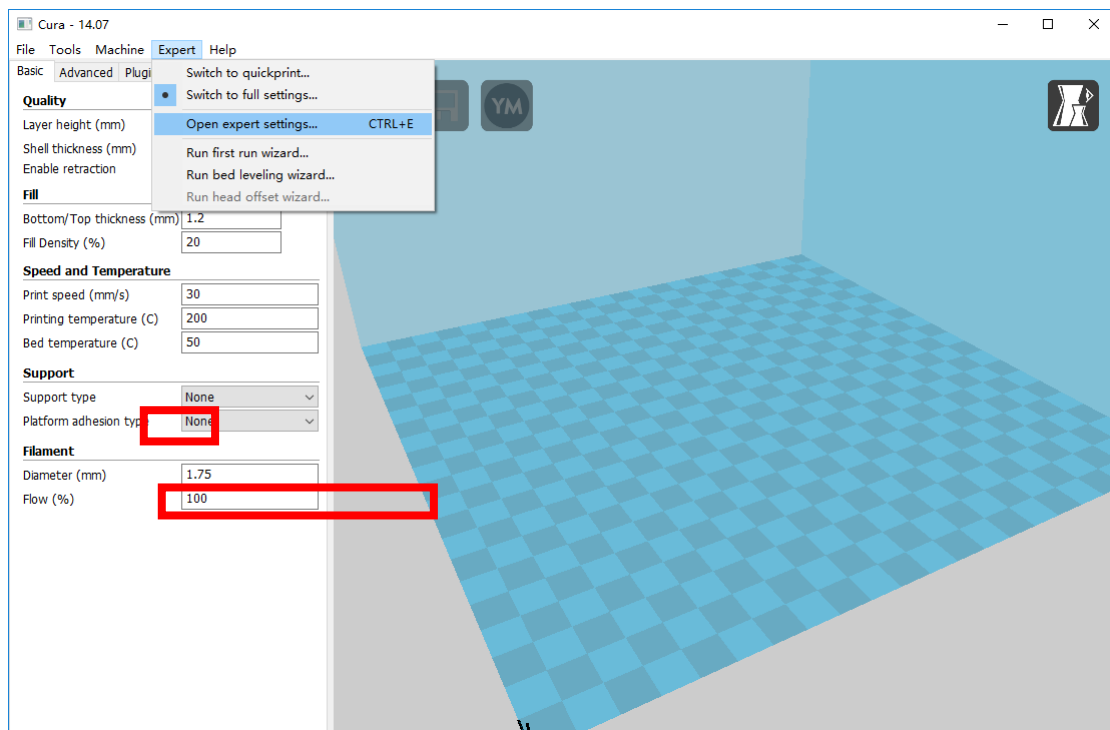 Cura - 14.07
File Tools Machine Expert Help
Basic Advanced Plugi
Switch to quickprint...
Switch to full settings...
Open expert settings... CTRL+E
Run first run wizard...
Run bed leveling wizard...
Run head offset wizard...
YM
Quality
Layer height (mm)
Shell thickness (mm)
Enable retraction
Fill
Bottom/Top thickness (mm) 1.2
Fill Density (%) 20
Speed and Temperature
Print speed (mm/s) 30
Printing temperature (C) 200
Bed temperature (C) 50
Support
Support type None
Platform adhesion type None
Filament
Diameter (mm) 1.75
Flow (%) 100